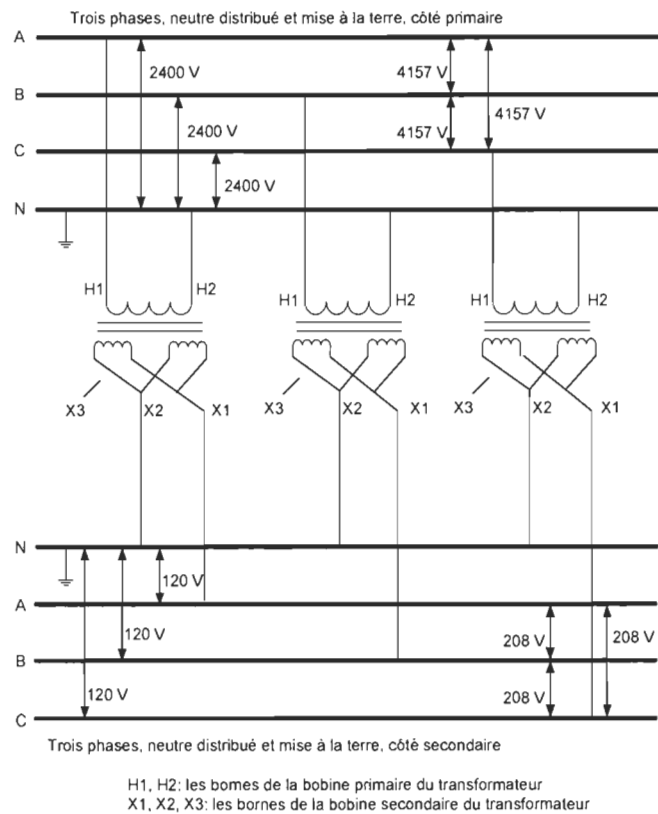 Trois phases, neutre distribué et mise à la terre, côté primaire
A
2400 V
4157 V
B
2400 V
4157 V
4157 V
C
2400 V
N
H1 H2 H1 H2 H1 H2
X3 X2 X1 X3 X2 X1 X3 X2 X1
N
120 V
A
120 V
208 V
208 V
B
120 V
208 V
C
Trois phases, neutre distribué et mise à la terre, côté secondaire
H1, H2: les bornes de la bobine primaire du transformateur
X1, X2, X3: les bornes de la bobine secondaire du transformateur